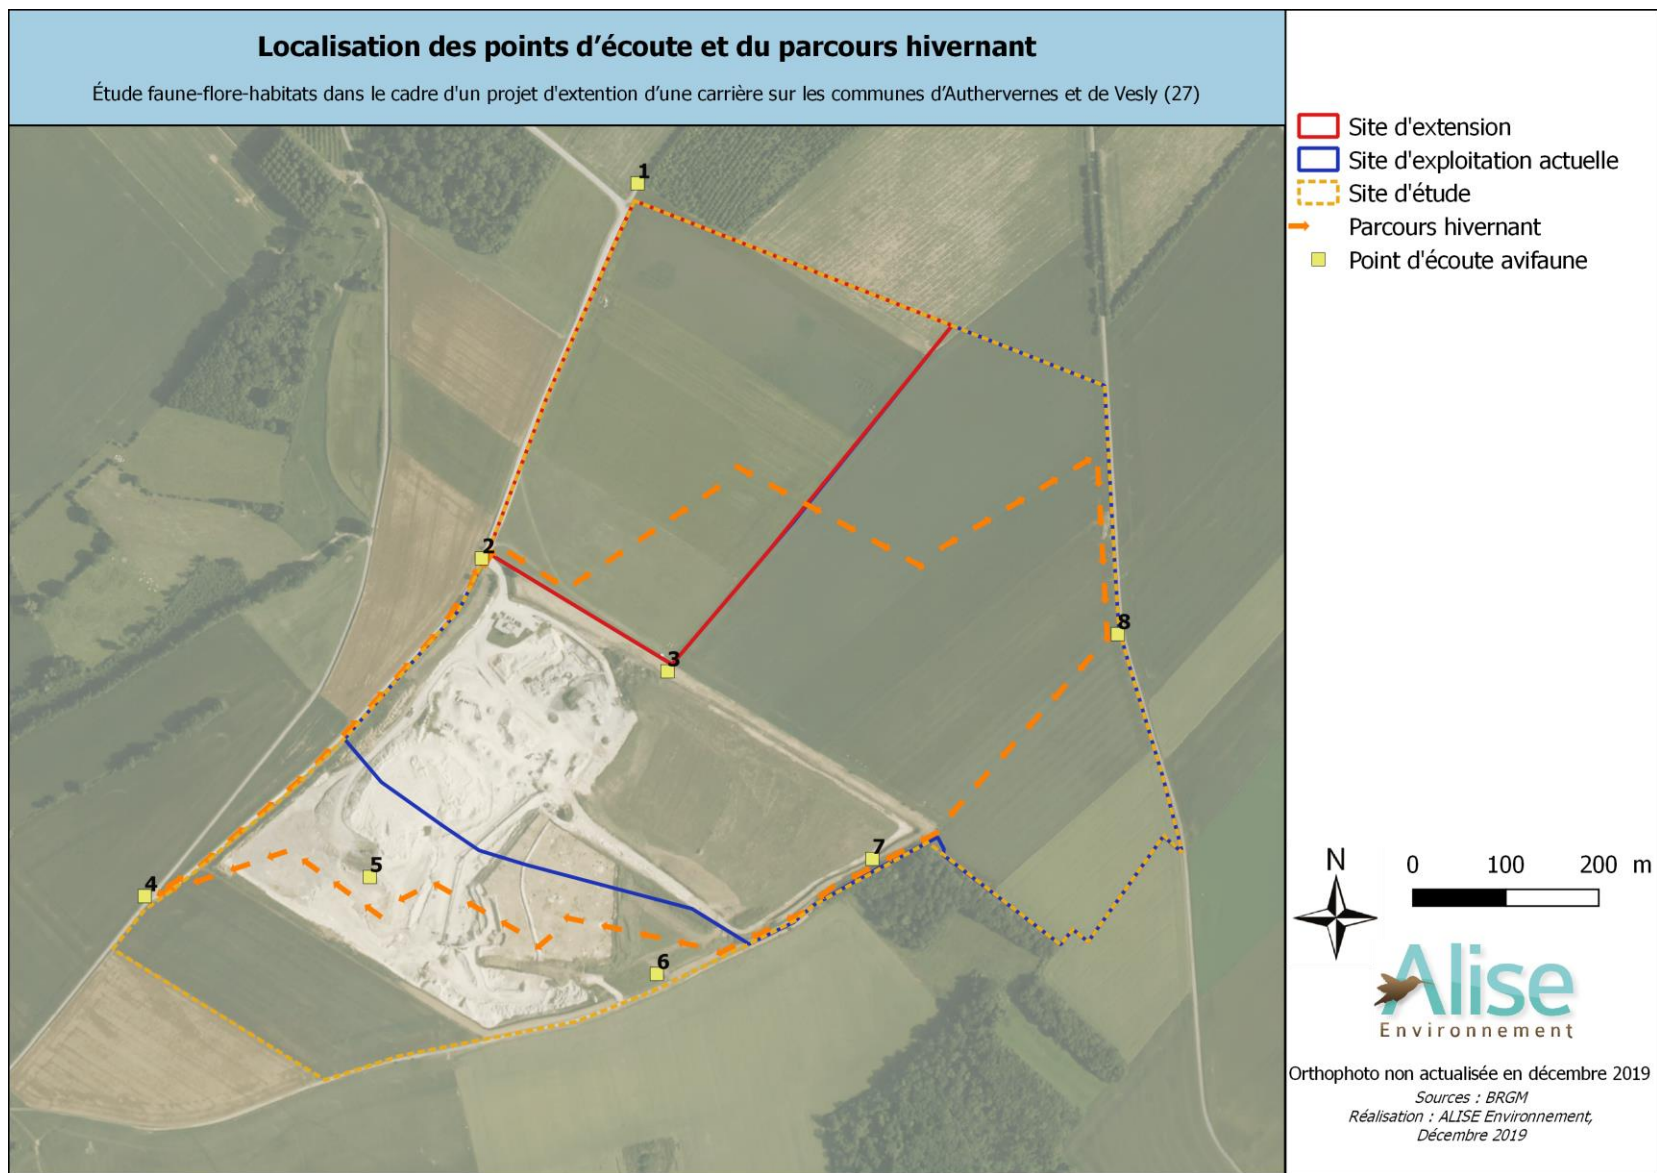 Localisation des points d'écoute et du parcours hivernant
Étude faune-flore-habitats dans le cadre d'un projet d'extention d'une carrière sur les communes d'Authervernes et de Vesly (27)
Site d'extension
Site d'exploitation actuelle
Site d'étude
Parcours hivernant
Point d'écoute avifaune
1
2
3
8
7
5
4
6
N
0 100 200 m
Alise
Environnement
Orthophoto non actualisée en décembre 2019
Sources : BRGM
Réalisation : ALISE Environnement,
Décembre 2019